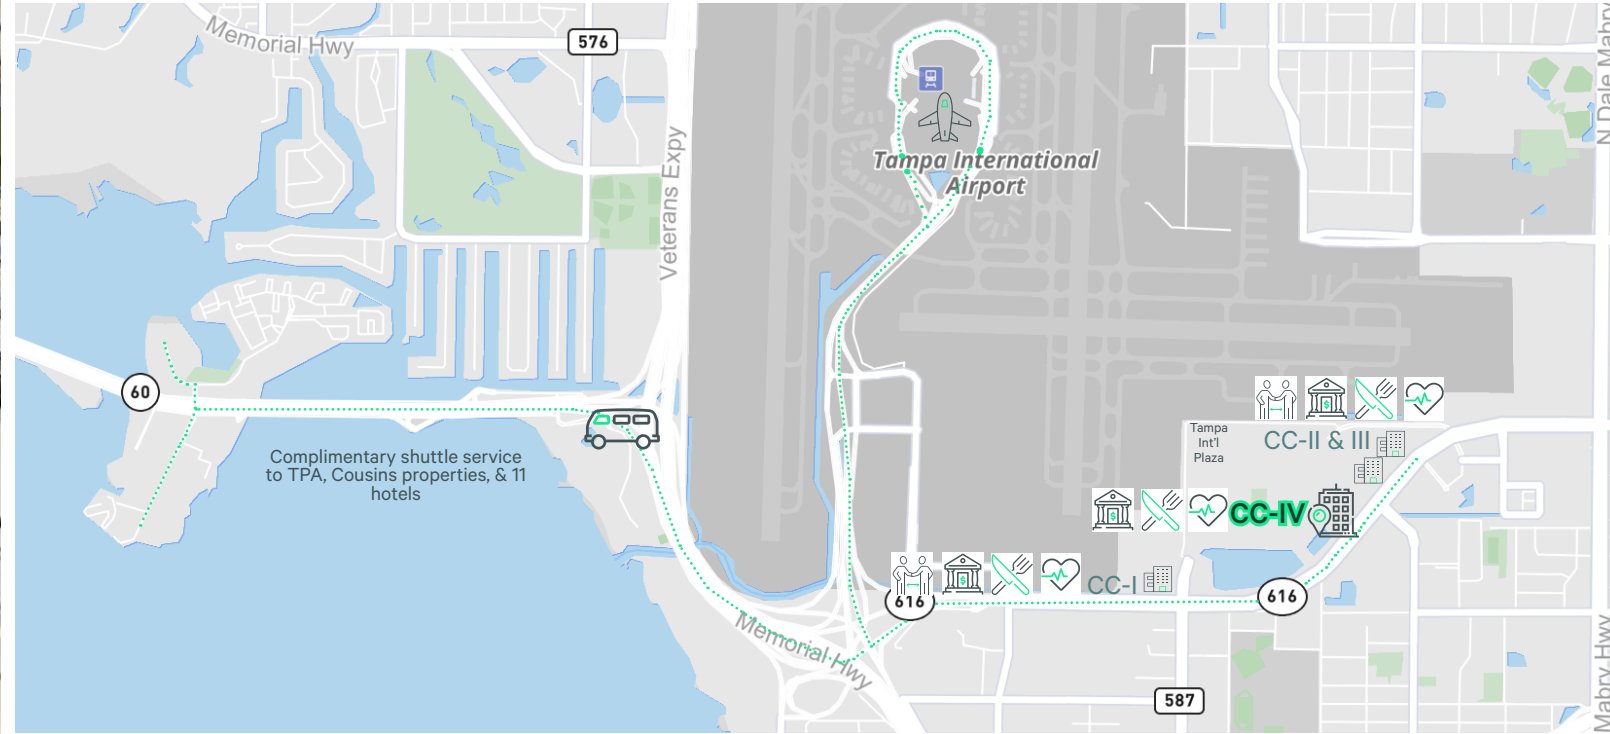 Memorial Hwy
576
N Dale Mabry
Veterans Expy
Tampa International
Airport
60
Complimentary shuttle service
to TPA, Cousins properties, & 11
hotels
Tampa
Int'l
Plaza
CC-II & III
$
$
CC-IV
$
CC-I
616
616
Memorial Hwy
587
Mabry Hwy